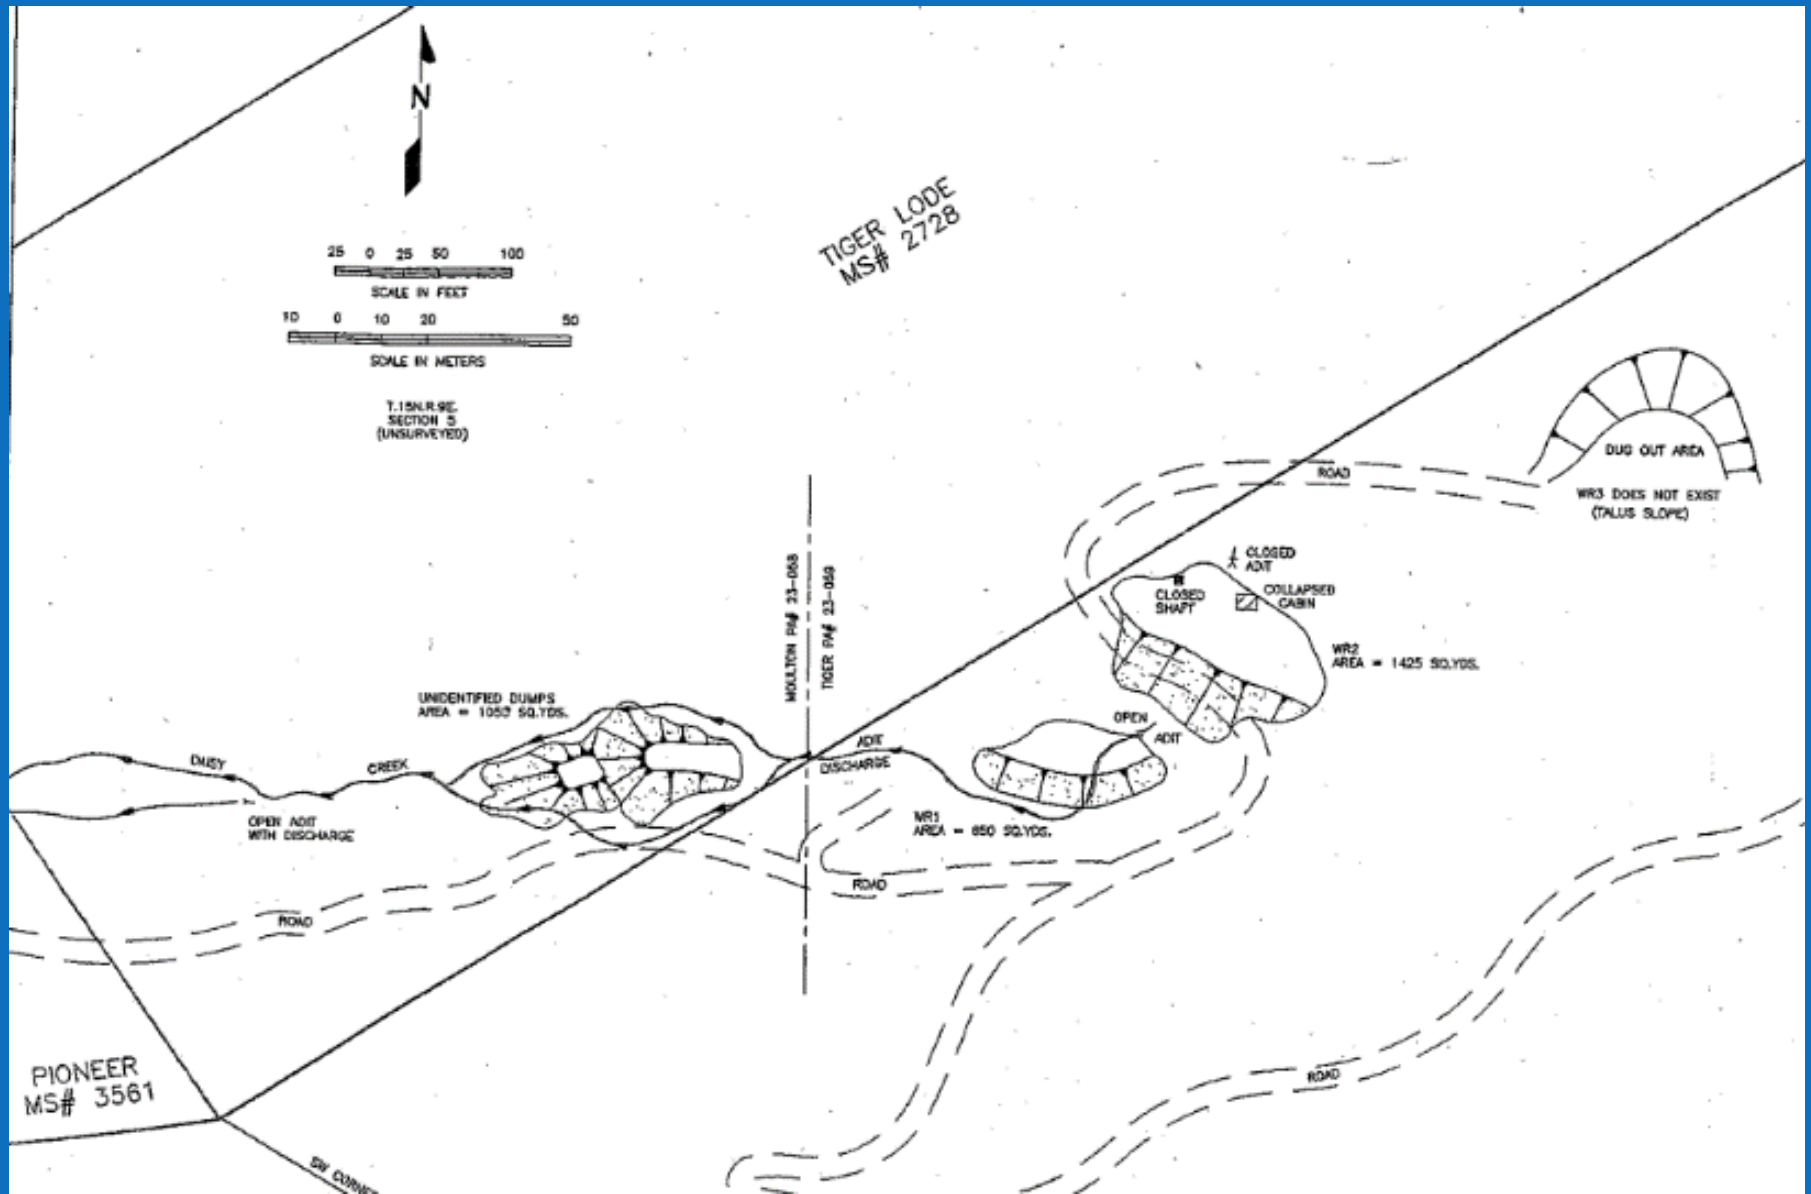 N
TIGER LODE
MS# 2728
25 0 25 50 100
SCALE IN FEET
10 0 10 20 50
SCALE IN METERS
T.15N.R.9E.
SECTION 5
(UNSURVEYED)
DUG OUT AREA
WR3 DOES NOT EXIST
(TALUS SLOPE)
ROAD
CLOSED
ADIT
CLOSED
SHAFT
COLLAPSED
CABIN
WR2
AREA = 1425 SQ.YDS.
MOULTON PA# 23-058
TIGER PA# 23-059
UNIDENTIFIED DUMPS
AREA = SQ.YDS.
OPEN
ADIT
ADIT
DISCHARGE
DAISY CREEK
OPEN ADIT
WITH DISCHARGE
WR1
AREA = 650 SQ.YDS.
ROAD
ROAD
PIONEER
MS# 3561
ROAD
SW